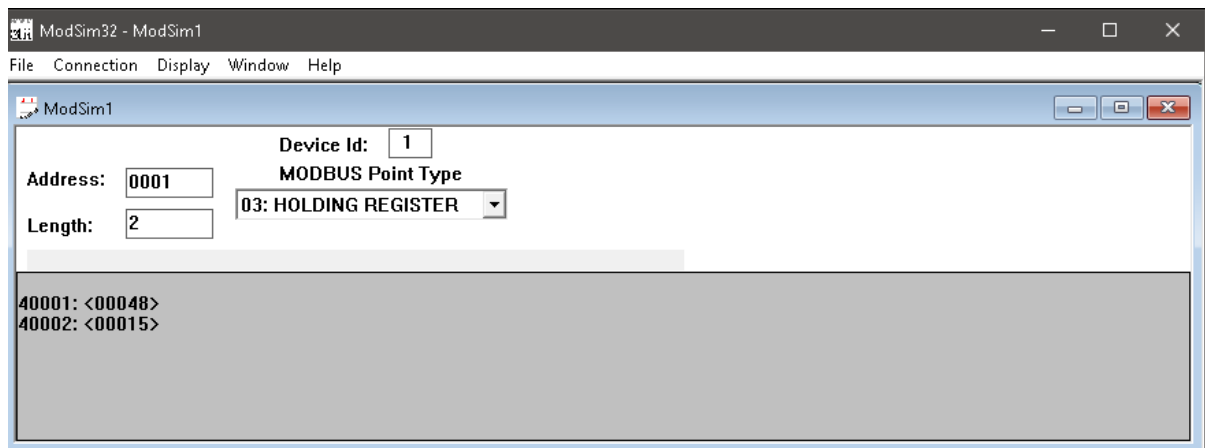 ModSim32 - ModSim1
File Connection Display Window Help
ModSim1
Device Id: 1
Address: 0001
MODBUS Point Type
03: HOLDING REGISTER
Length: 2
40001: <00048>
40002: <00015>